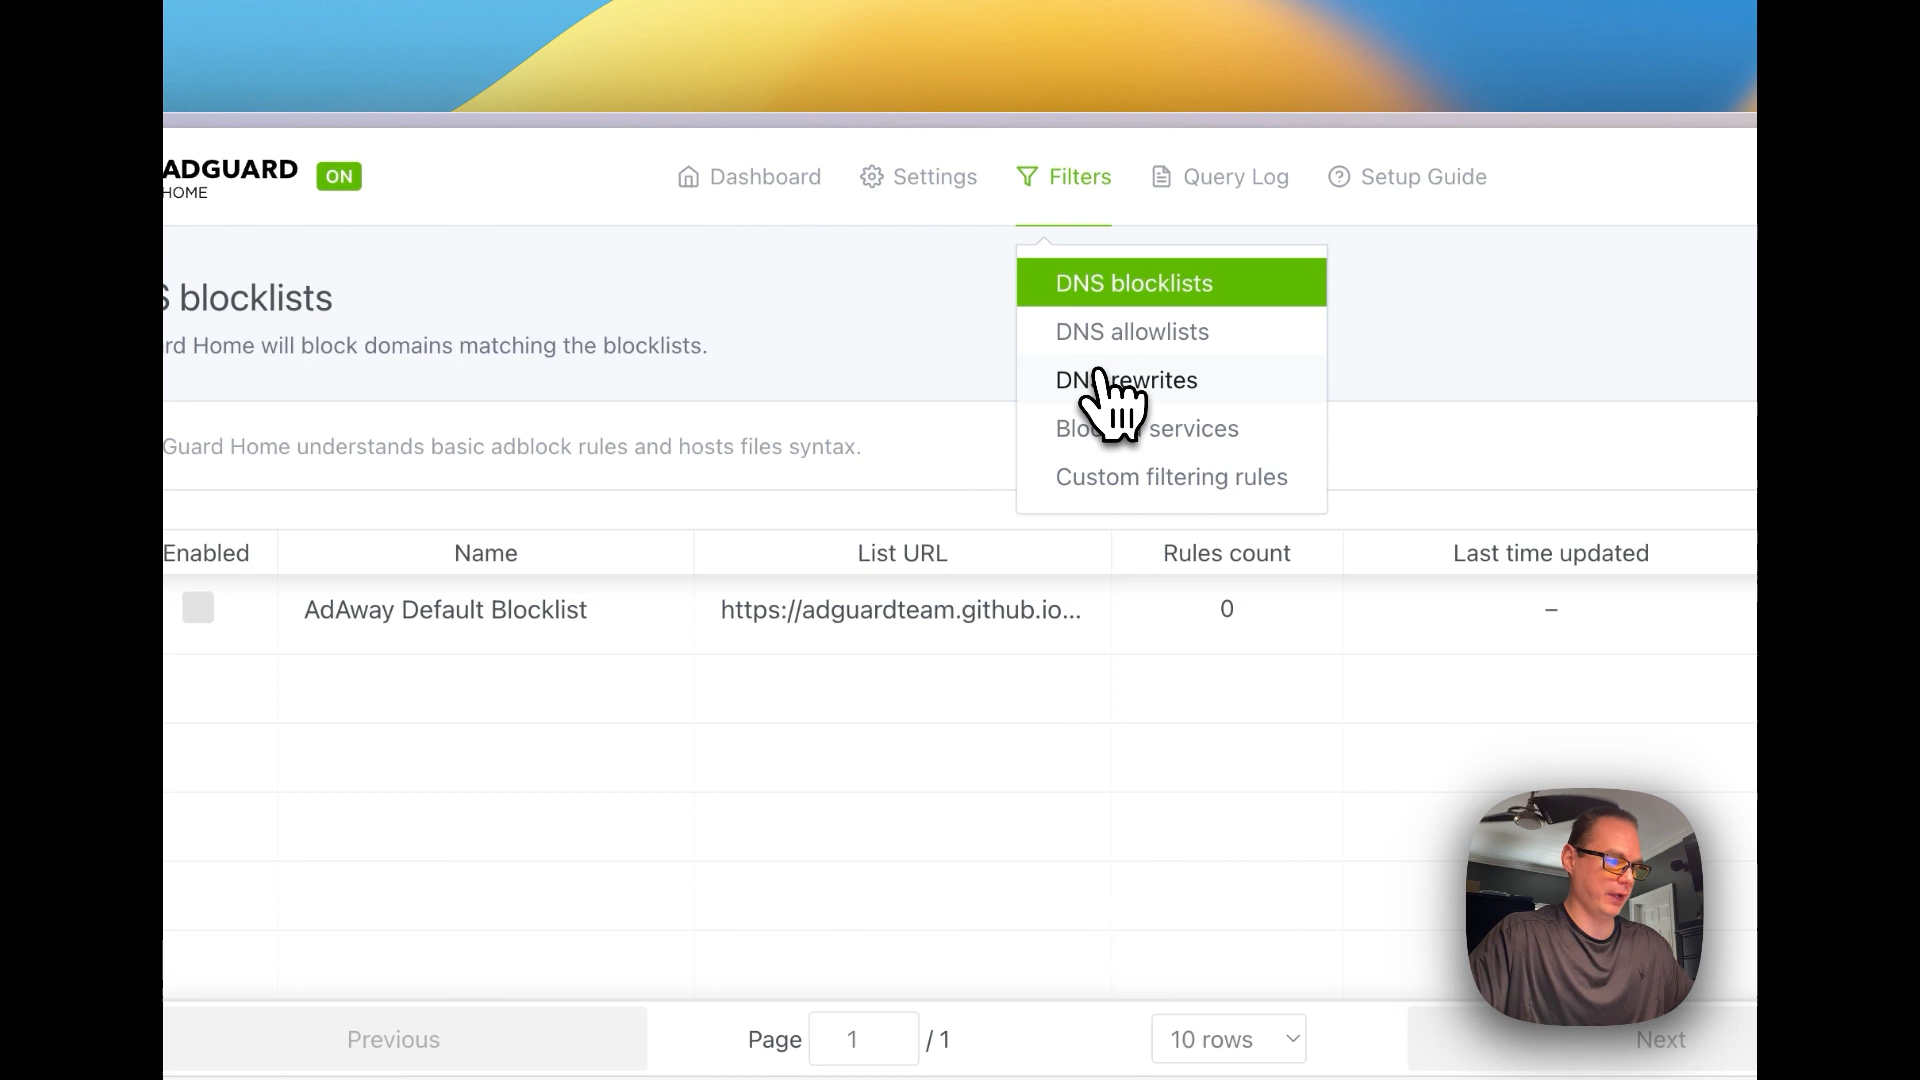 ADGUARD
HOME
ON
Dashboard
Settings
Filters
Query Log
Setup Guide
DNS blocklists
DNS allowlists
rewrites
services
Custom filtering rules
blocklists
Home will block domains matching the blocklists.
Guard Home understands basic adblock rules and hosts files syntax.
Enabled Name List URL Rules count Last time updated
AdAway Default Blocklist https://adguardteam.github.io... 0 –
Previous
Page 1 / 1
10 rows
Next